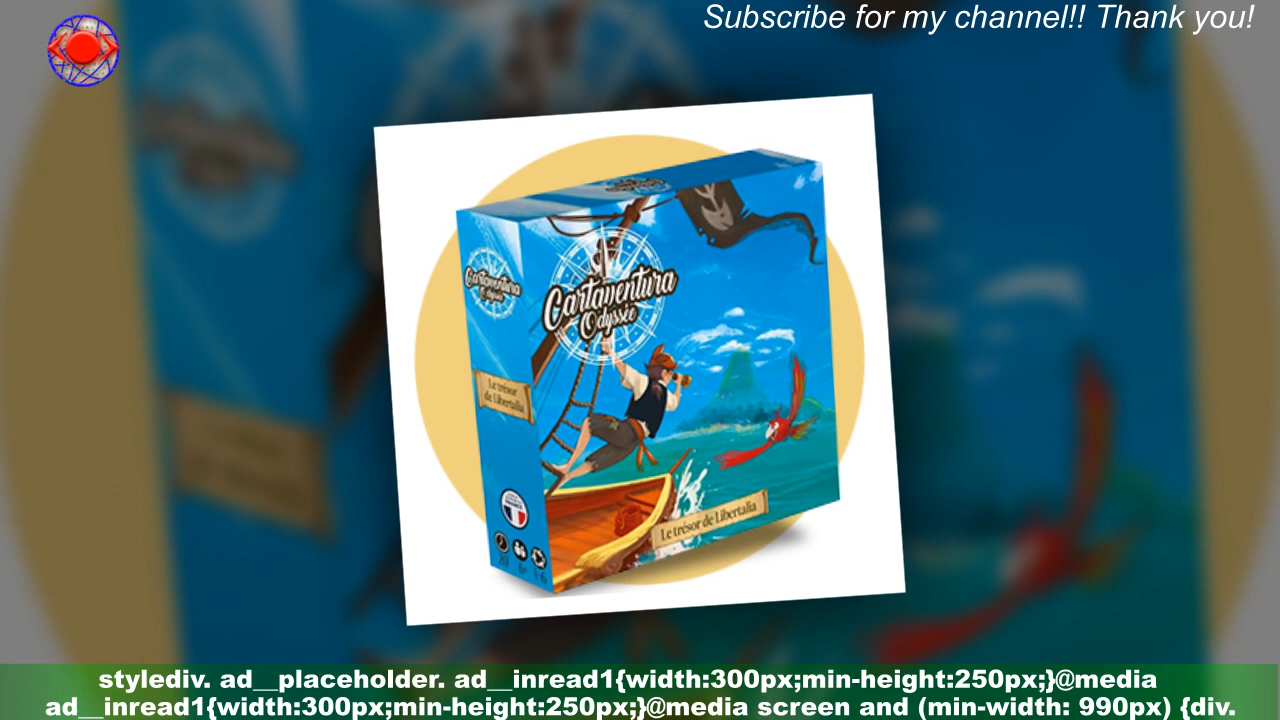 Subscribe for my channel!! Thank you!
Cartaventura
Odyssée
Cartaventura
Odyssée
Le trésor
de Libertalia
Le trésor de Libertalia
stylediv. ad__placeholder. ad__inread1{width:300px;min-height:250px;}@media
ad__inread1{width:300px;min-height:250px;}@media screen and (min-width: 990px) {div.